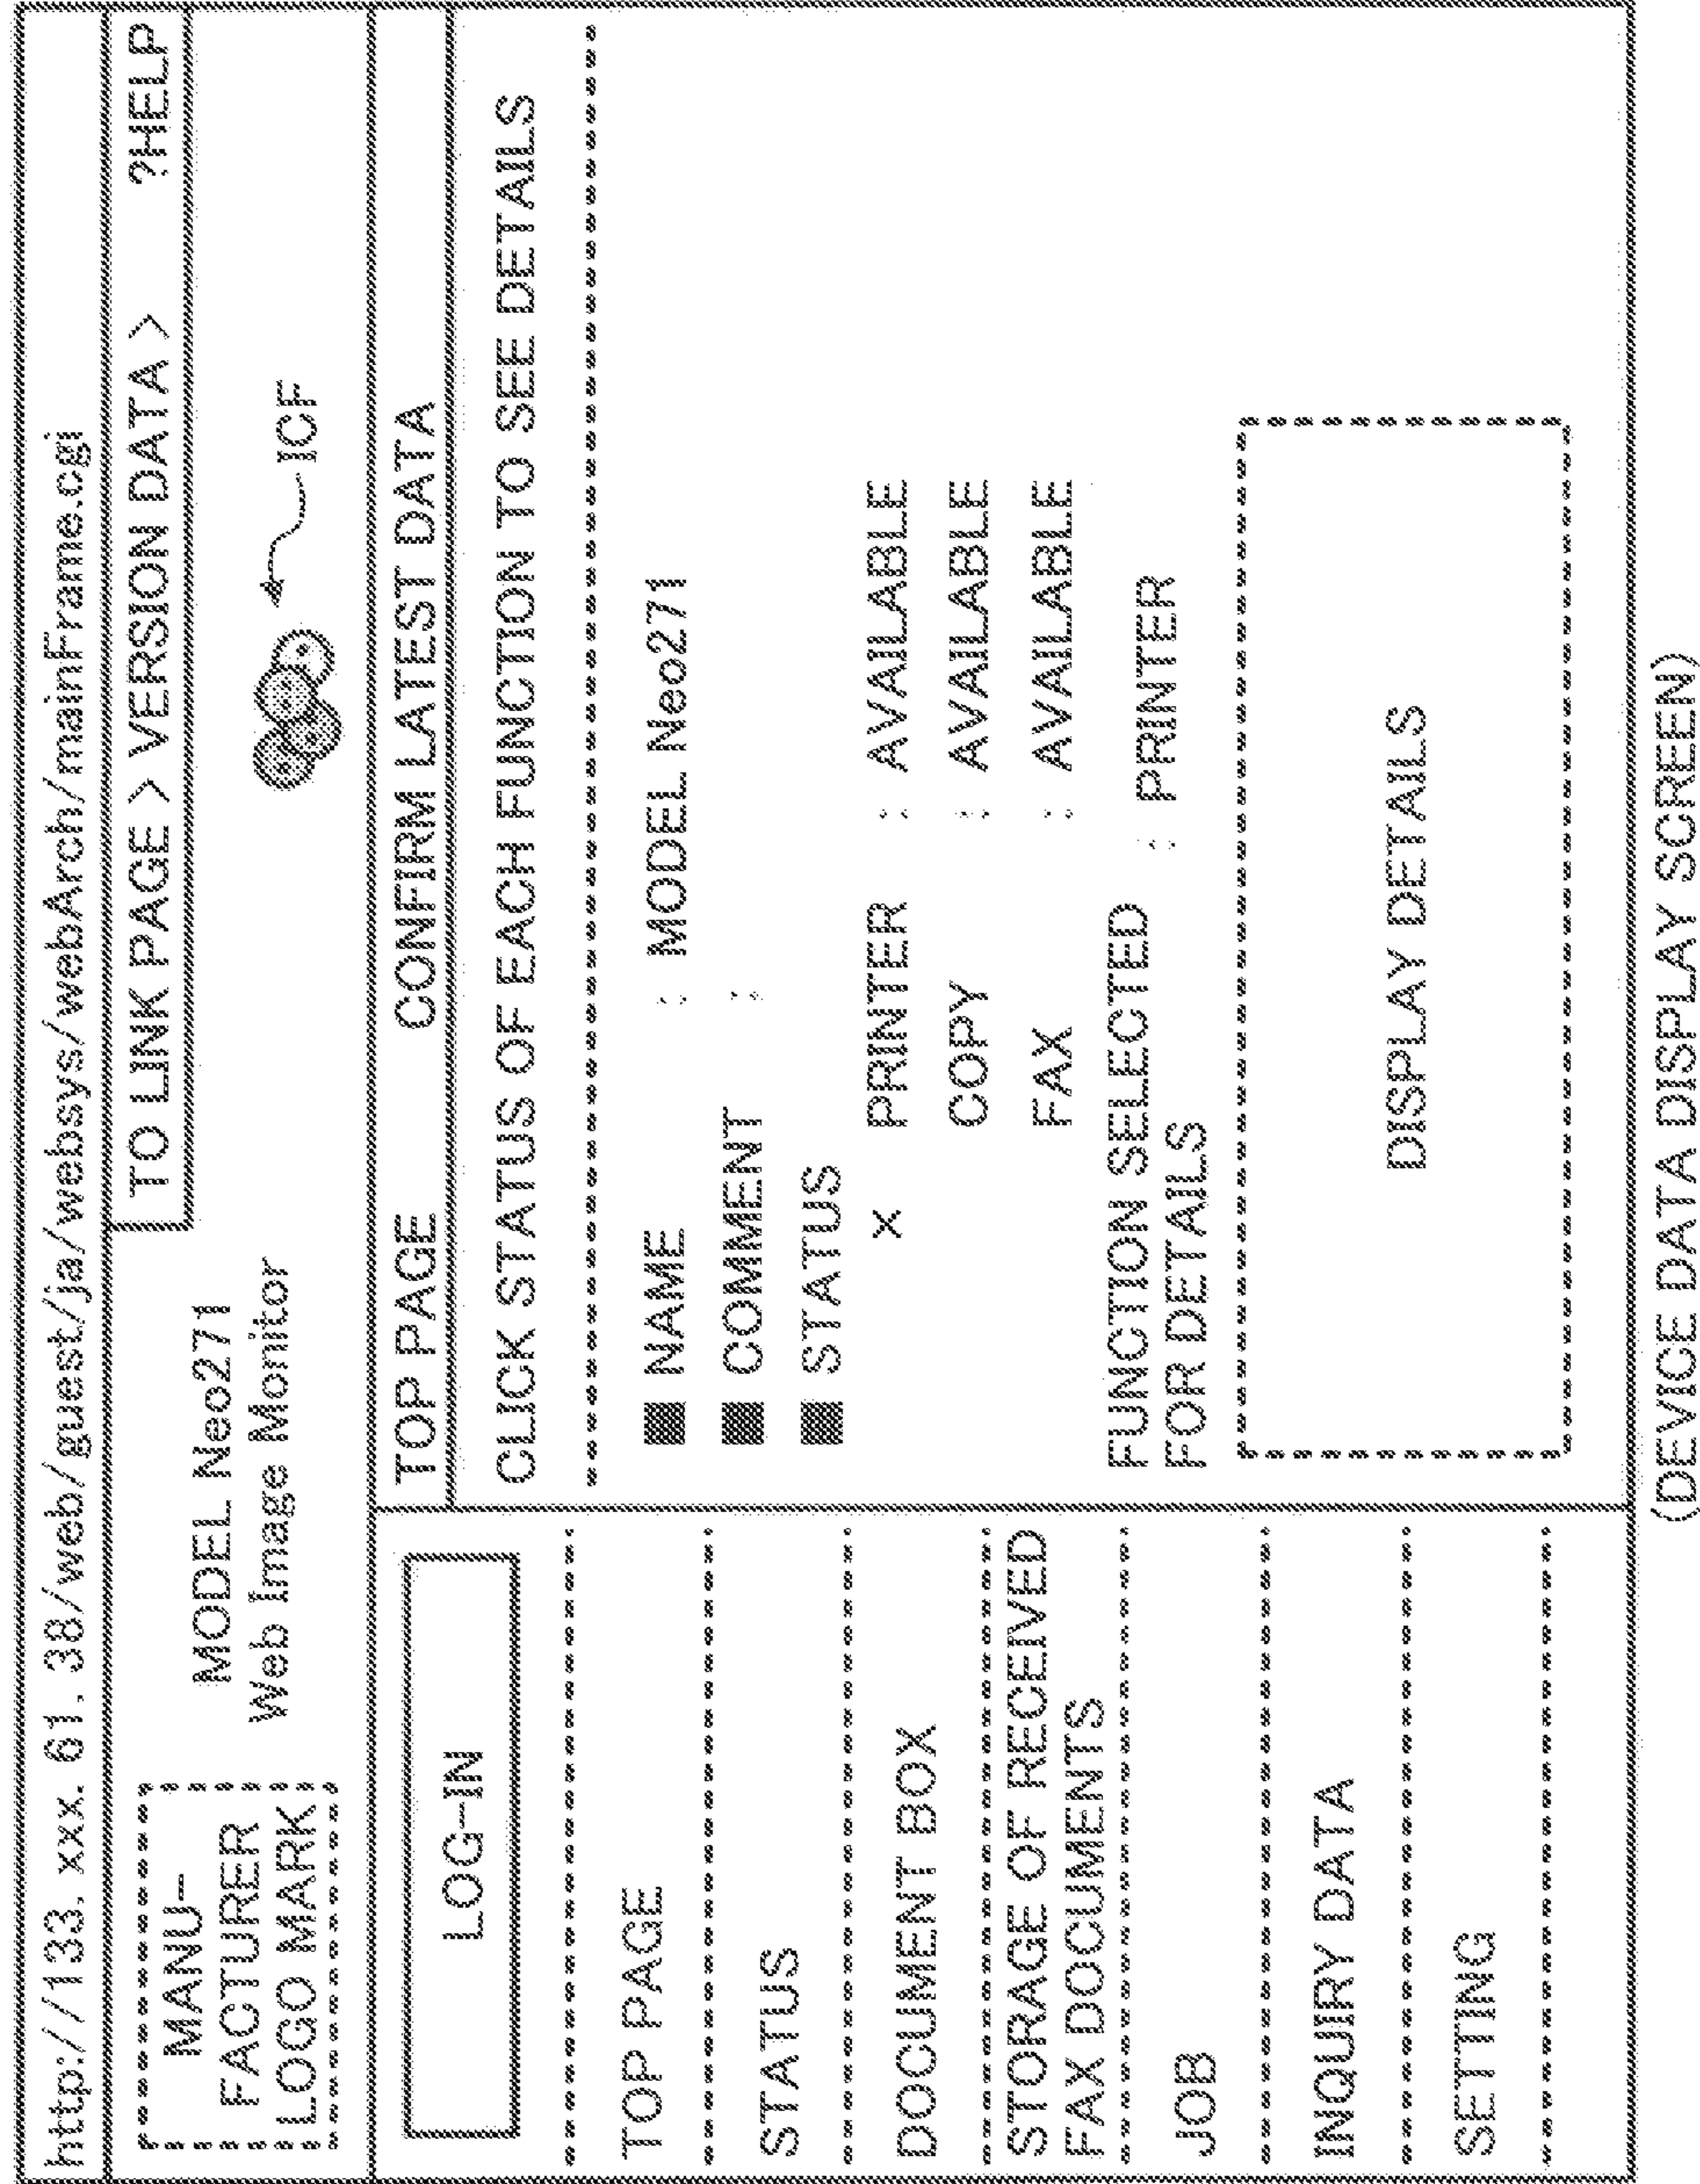 http://133. xxx. 61. 38/web/guest/ja/websys/webArch/mainFrame.cgi
TO LINK PAGE > VERSION DATA >
?HELP
MANU-
FACTURER
LOGO MARK
MODEL Neo271
Web Image Monitor
ICF
LOG-IN
TOP PAGE
STATUS
DOCUMENT BOX
STORAGE OF RECEIVED
FAX DOCUMENTS
JOB
INQUIRY DATA
SETTING
TOP PAGE CONFIRM LATEST DATA
CLICK STATUS OF EACH FUNCTION TO SEE DETAILS
■ NAME : MODEL Neo271
■ COMMENT :
■ STATUS
X PRINTER : AVAILABLE
COPY : AVAILABLE
FAX : AVAILABLE
FUNCTION SELECTED : PRINTER
FOR DETAILS
DISPLAY DETAILS
(DEVICE DATA DISPLAY SCREEN)